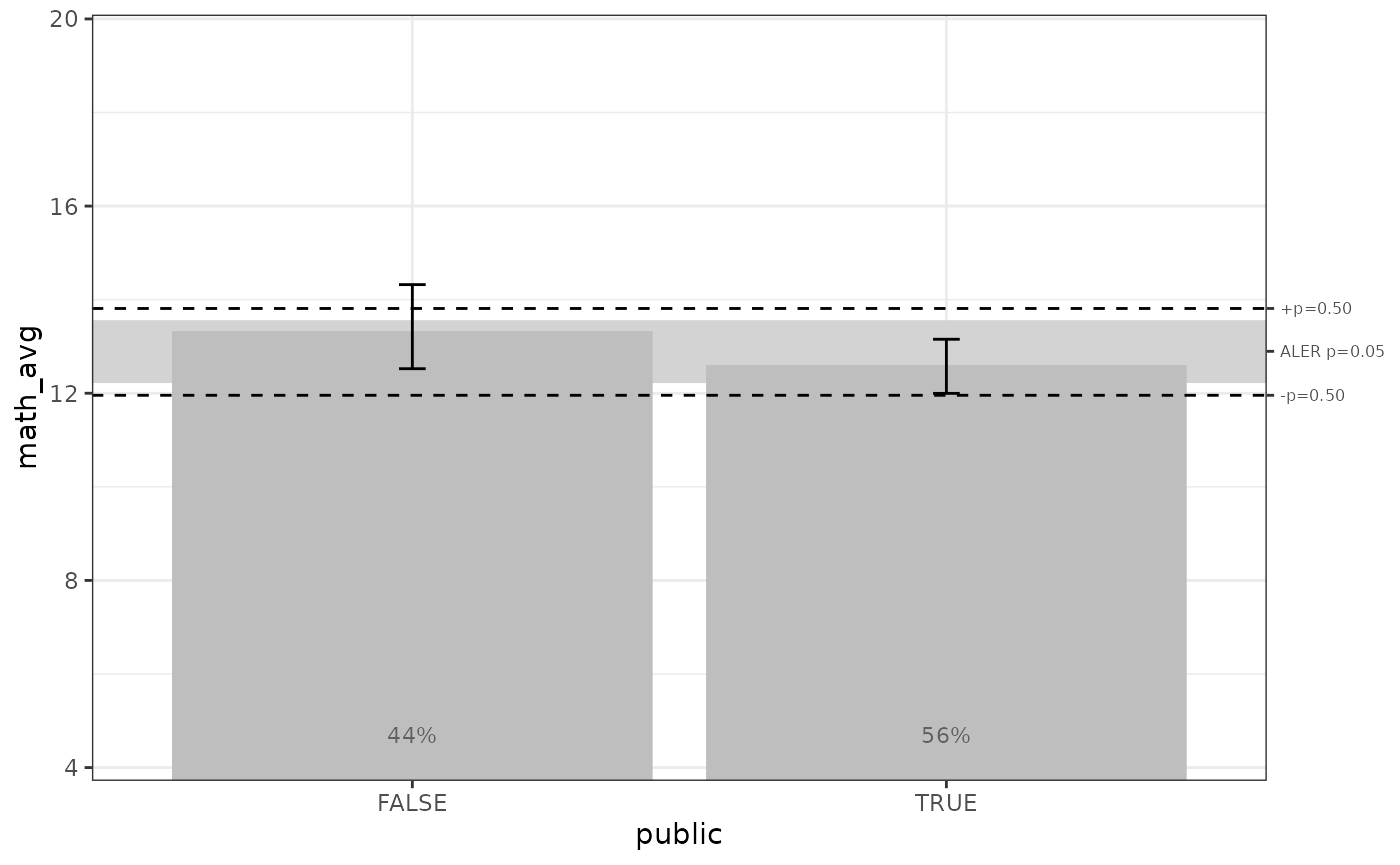 20
16
12
8
4
math_avg
+p=0.50
ALER p=0.05
-p=0.50
44%
56%
FALSE
TRUE
public